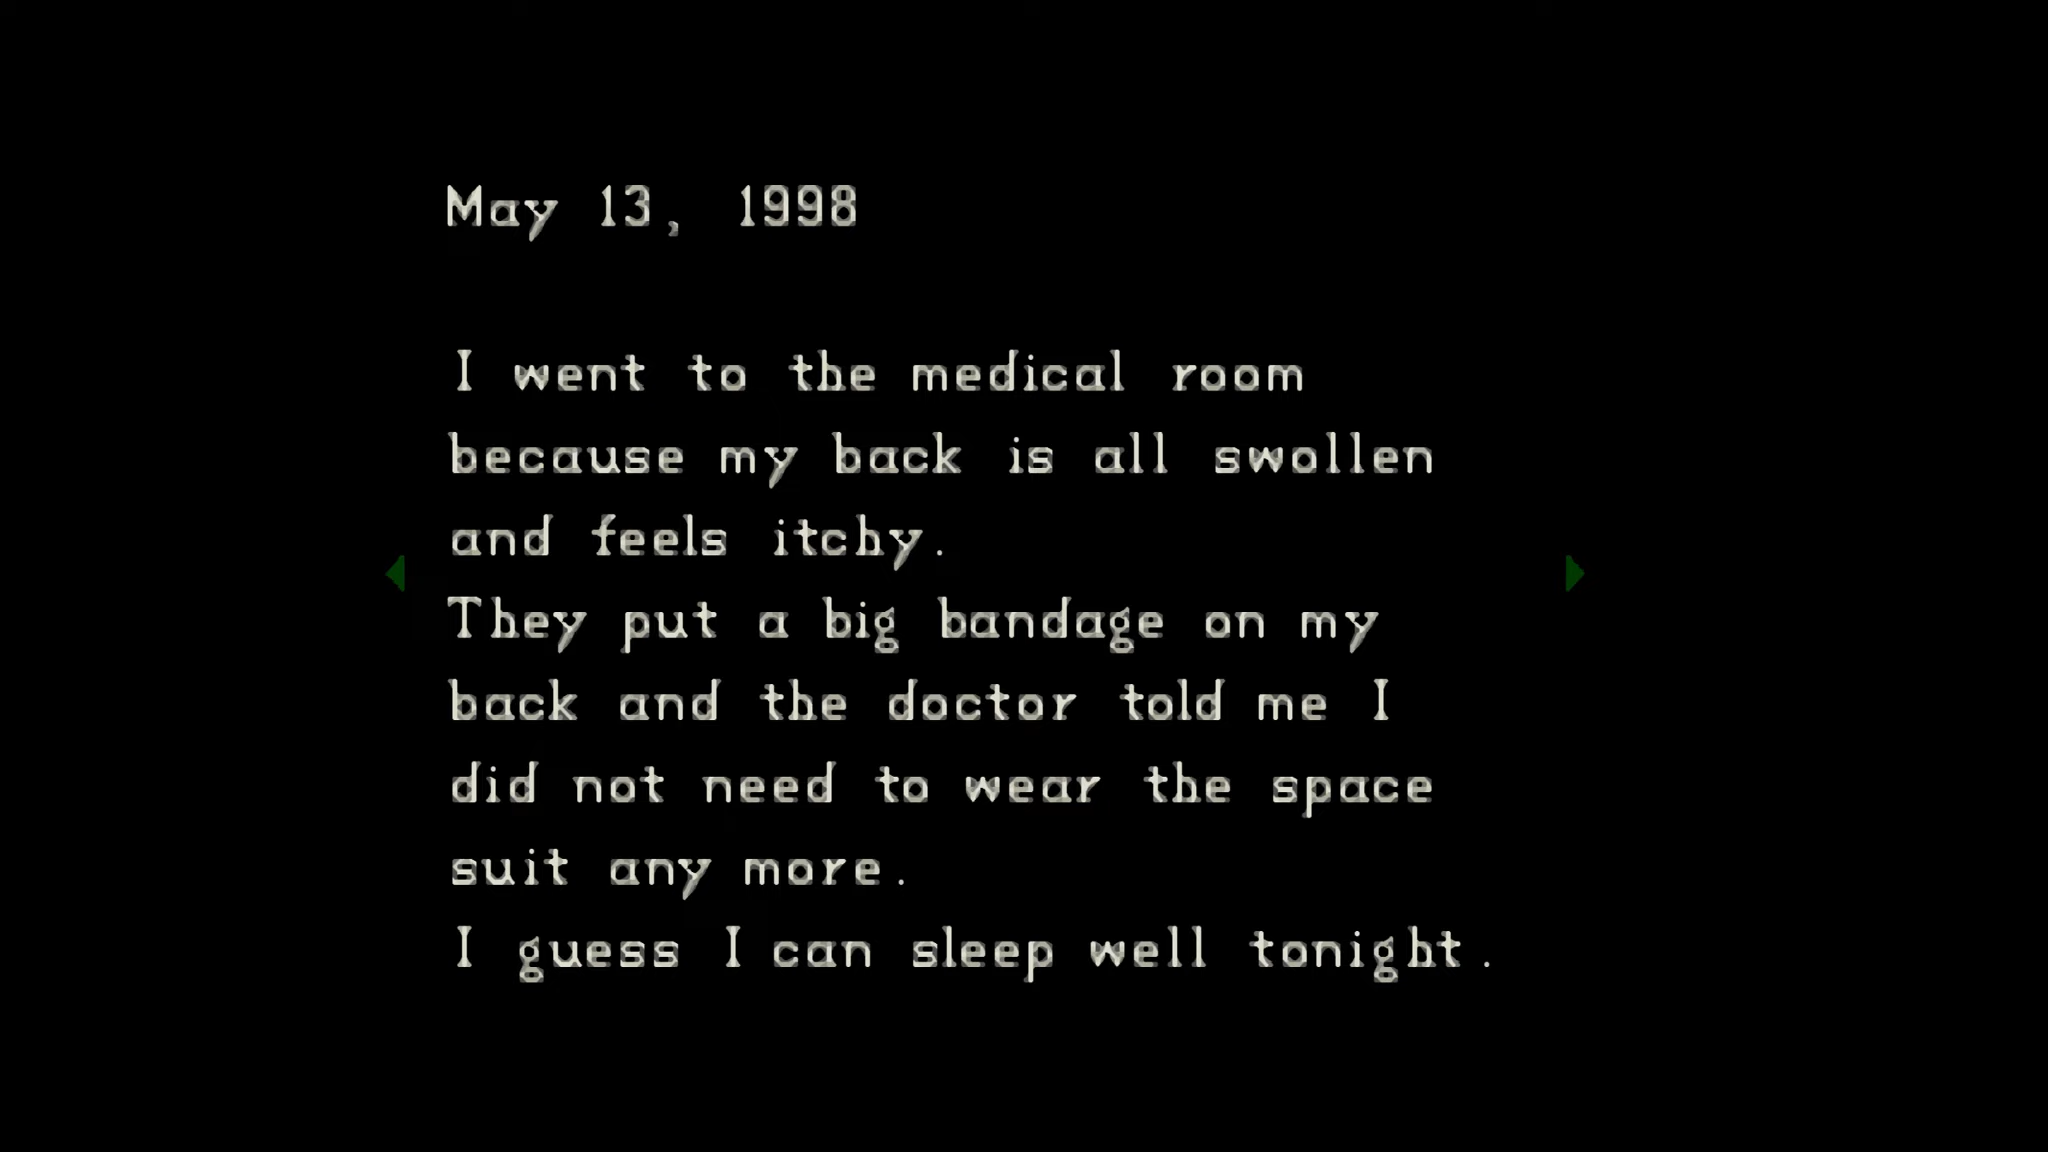 May 13, 1998
I went to the medical room
because my back is all swollen
and feels itchy.
They put a big bandage on my
back and the doctor told me I
did not need to wear the space
suit any more.
I guess I can sleep well tonight.